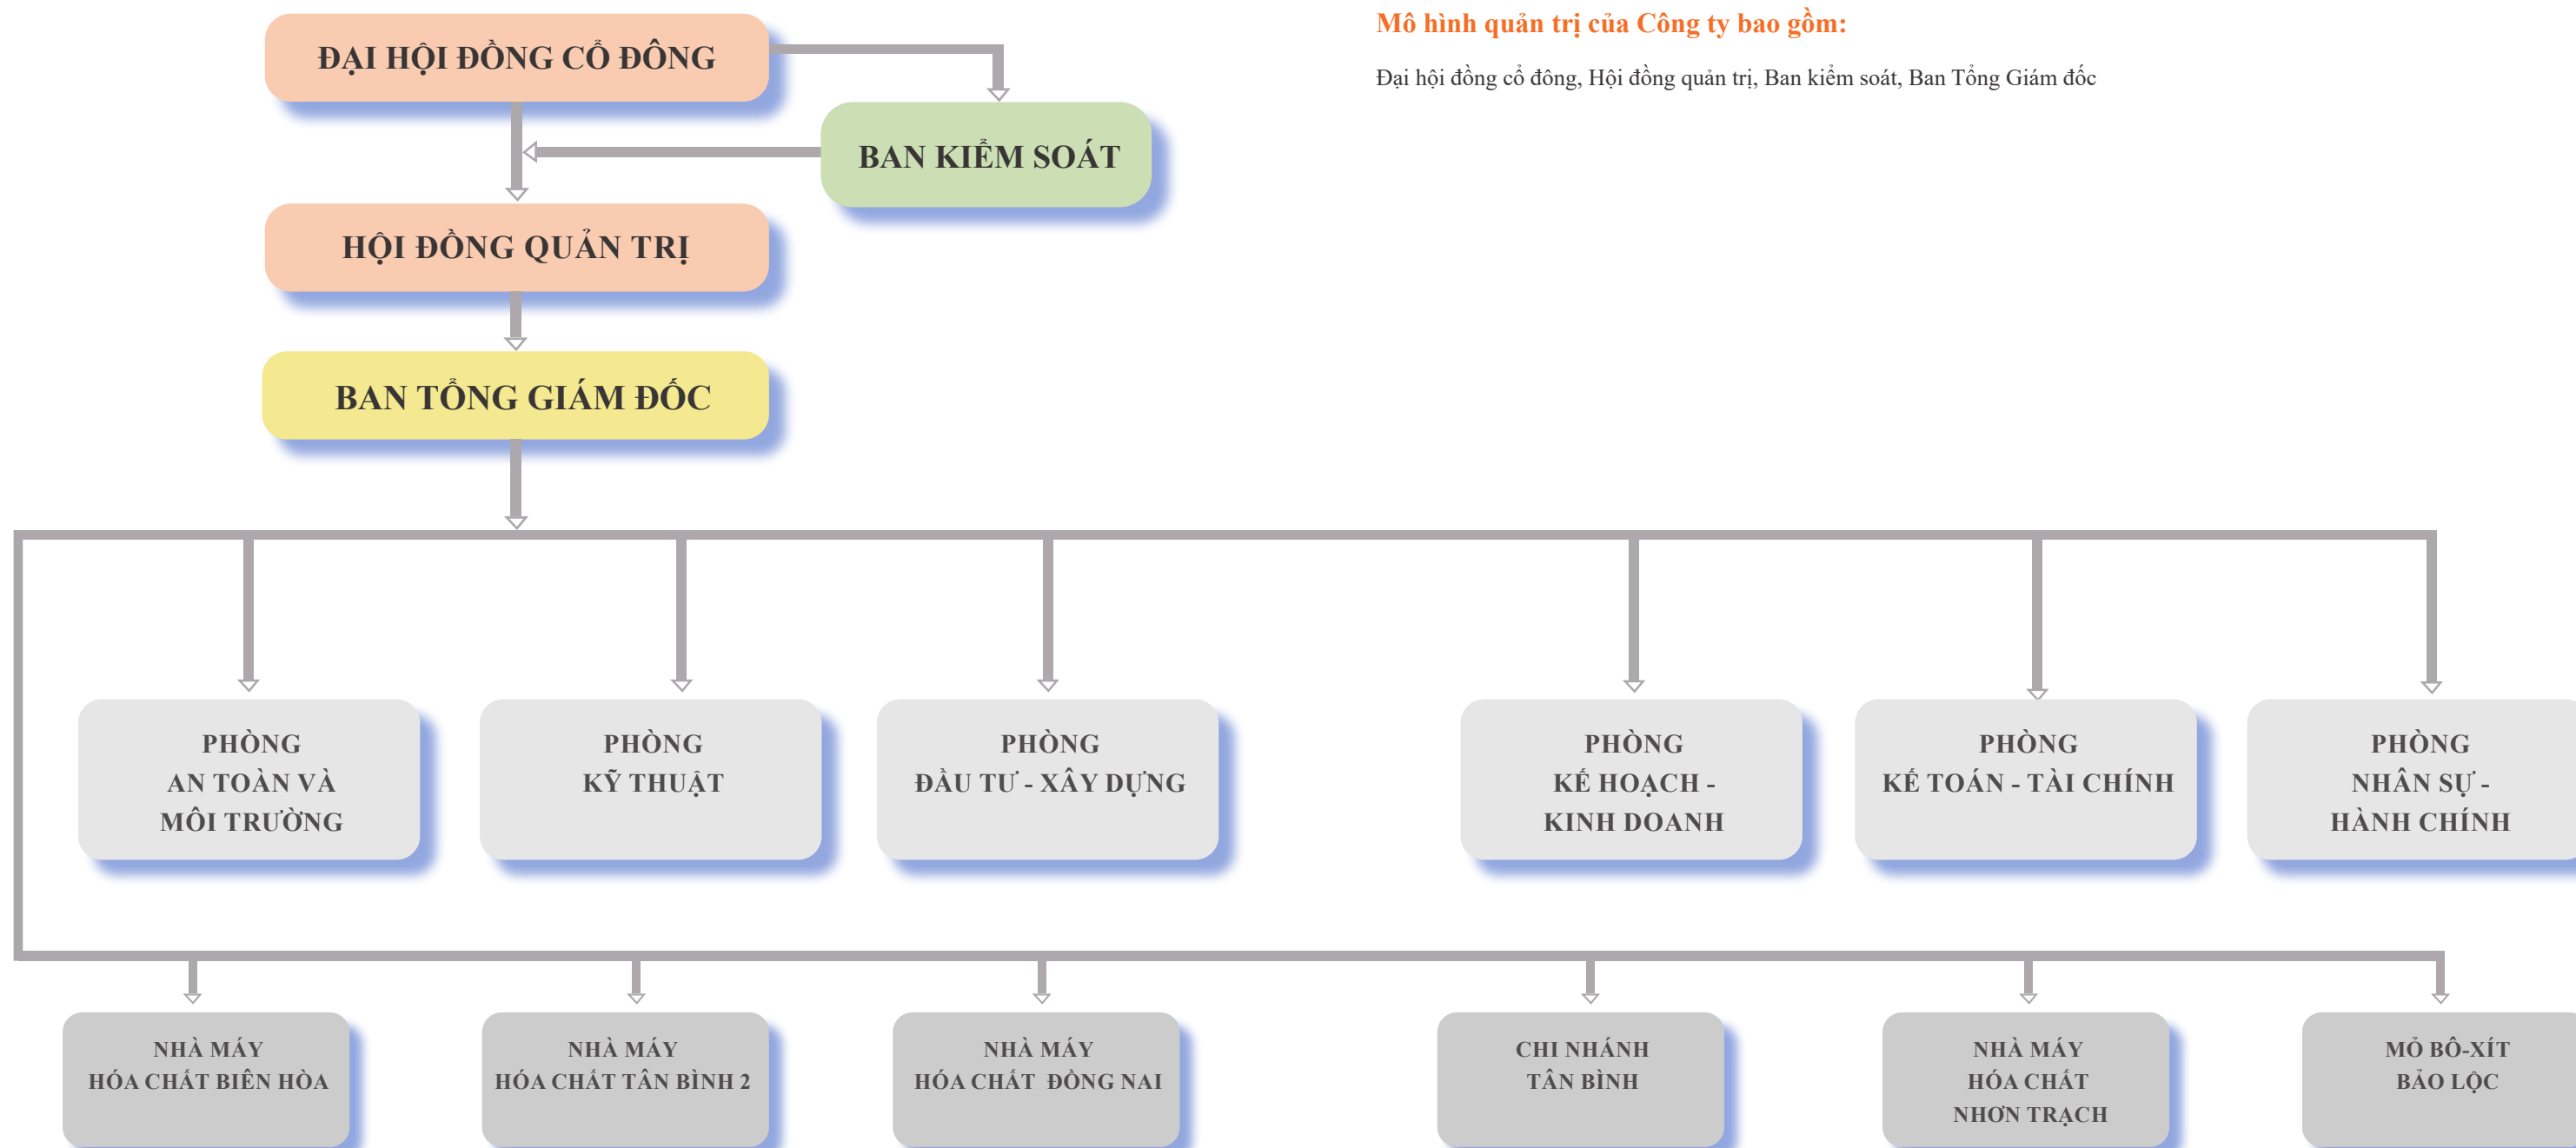 Mô hình quản trị của Công ty bao gồm:
Đại hội đồng cổ đông, Hội đồng quản trị, Ban kiểm soát, Ban Tổng Giám đốc
ĐẠI HỘI ĐỒNG CỔ ĐÔNG
BAN KIỂM SOÁT
HỘI ĐỒNG QUẢN TRỊ
BAN TỔNG GIÁM ĐỐC
PHÒNG
AN TOÀN VÀ
MÔI TRƯỜNG
PHÒNG
KỸ THUẬT
PHÒNG
ĐẦU TƯ - XÂY DỰNG
PHÒNG
KẾ HOẠCH -
KINH DOANH
PHÒNG
KẾ TOÁN - TÀI CHÍNH
PHÒNG
NHÂN SỰ -
HÀNH CHÍNH
NHÀ MÁY
HÓA CHẤT BIÊN HÒA
NHÀ MÁY
HÓA CHẤT TÂN BÌNH 2
NHÀ MÁY
HÓA CHẤT ĐỒNG NAI
CHI NHÁNH
TÂN BÌNH
NHÀ MÁY
HÓA CHẤT
NHƠN TRẠCH
MỎ BÔ-XÍT
BẢO LỘC